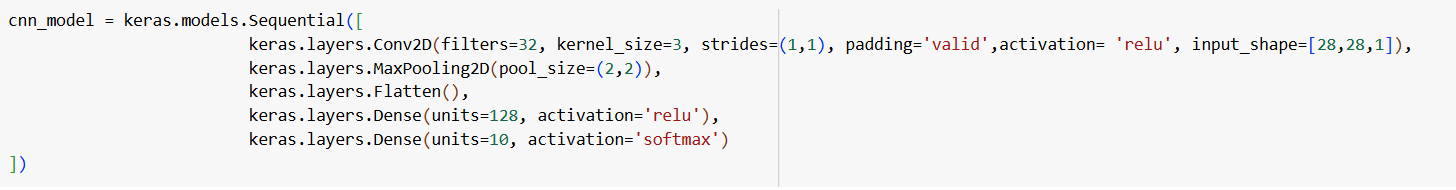 cnn_model = keras.models.Sequential([
keras.layers.Conv2D(filters=32, kernel_size=3, strides=(1,1), padding='valid',activation= 'relu', input_shape=[28,28,1]),
keras.layers.MaxPooling2D(pool_size=(2,2)),
keras.layers.Flatten(),
keras.layers.Dense(units=128, activation='relu'),
keras.layers.Dense(units=10, activation='softmax')
])